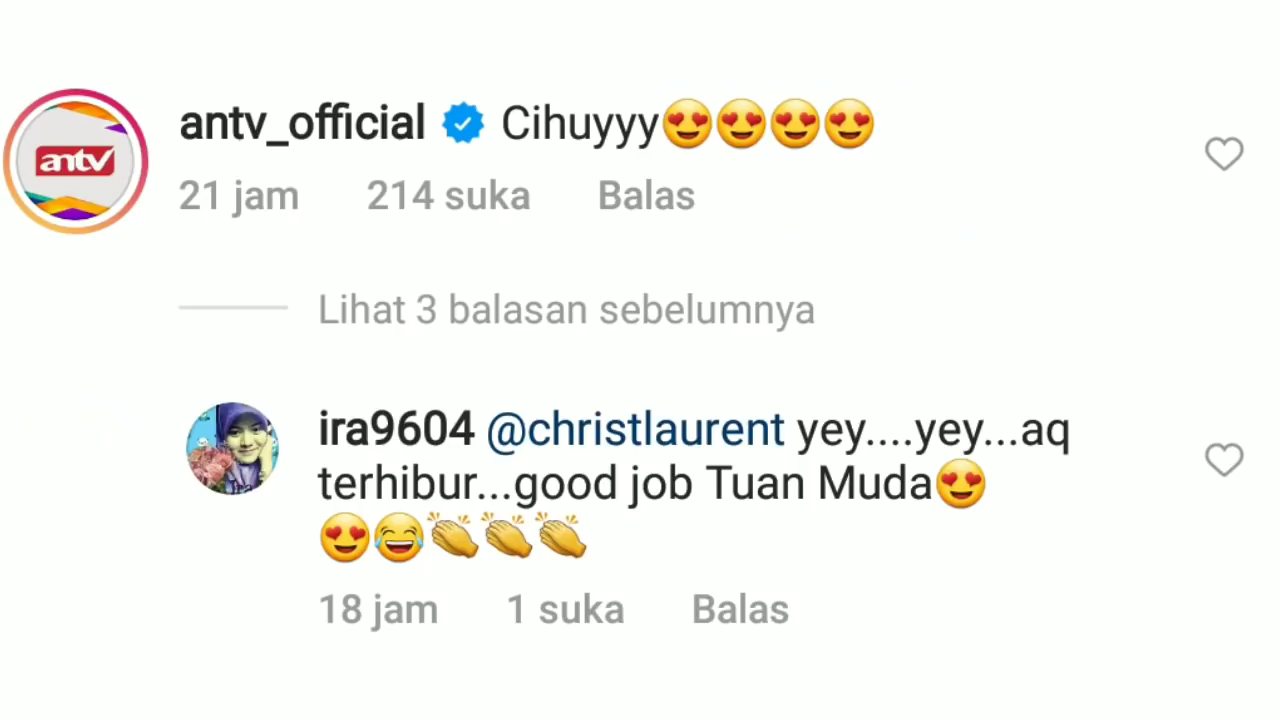 antv
antv_official Cihuyyy😍😍😍😍
21 jam 214 suka Balas
Lihat 3 balasan sebelumnya
ira9604 @christlaurent yey....yey...aq
terhibur...good job Tuan Muda😍
😍😂👏👏👏
18 jam 1 suka Balas